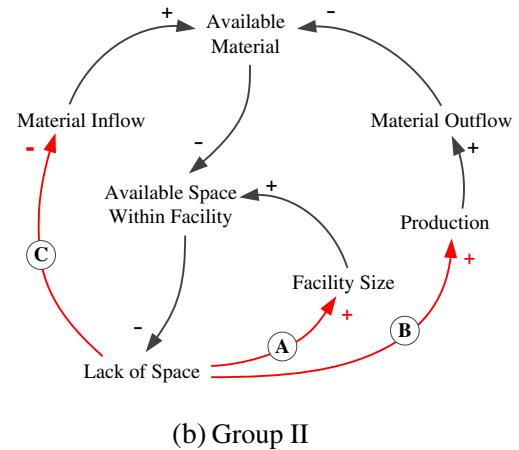 +
Available
Material
–
Material Inflow
-
Material Outflow
+
–
Available Space
Within Facility
+
Production
+
C
Facility Size
+
–
A
B
Lack of Space
(b) Group II